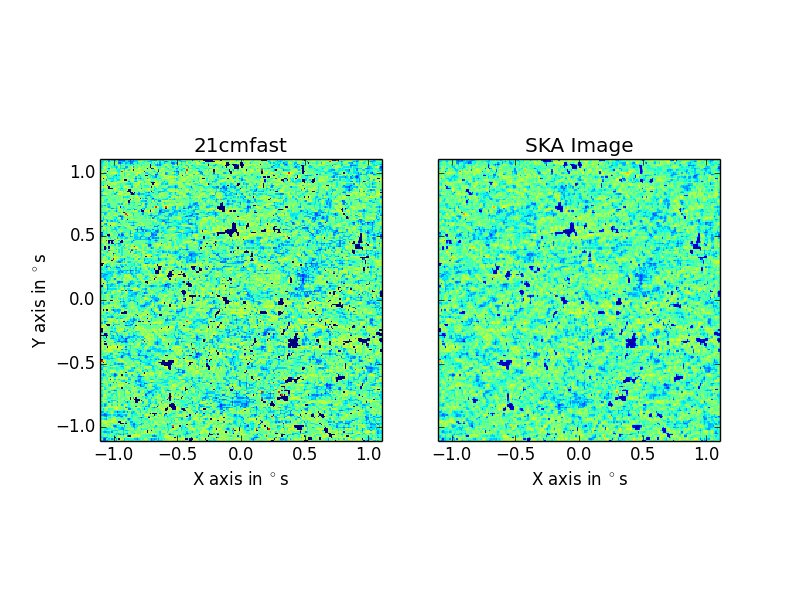 21cmfast
SKA Image
1.0
0.5
0.0
−0.5
−1.0
Y axis in °s
−1.0 −0.5 0.0 0.5 1.0
−1.0 −0.5 0.0 0.5 1.0
X axis in °s
X axis in °s